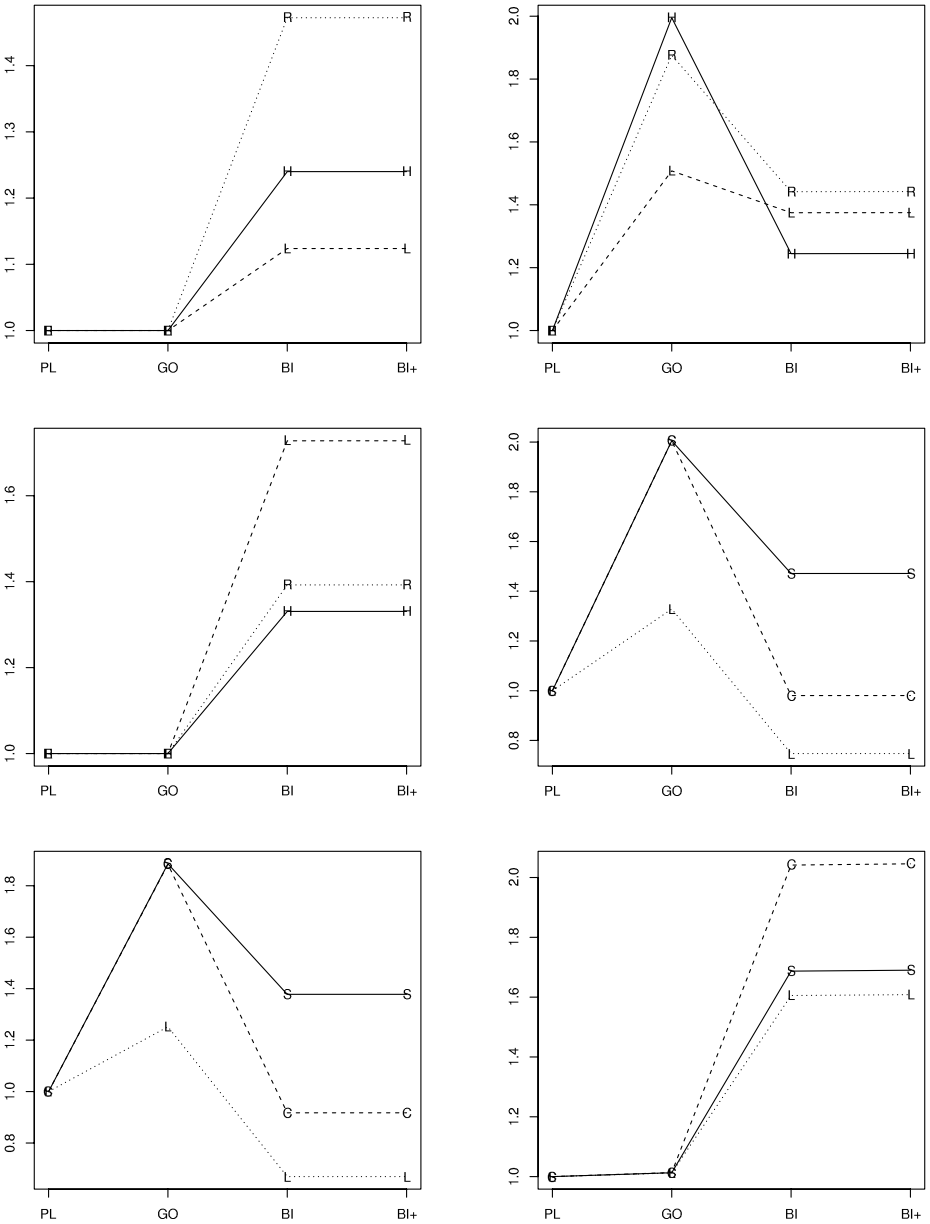 R R
H H
L L
1.0 1.1 1.2 1.3 1.4
PL GO BI BI+
H
R
L
R R
L L
H H
1.0 1.2 1.4 1.6 1.8 2.0
PL GO BI BI+
L L
R R
H H
1.0 1.2 1.4 1.6
PL GO BI BI+
S
L
S S
C C
L L
0.8 1.0 1.2 1.4 1.6 1.8 2.0
PL GO BI BI+
S
L
S S
C C
L L
0.8 1.0 1.2 1.4 1.6 1.8
PL GO BI BI+
C C
S S
L L
1.0 1.2 1.4 1.6 1.8 2.0
PL GO BI BI+